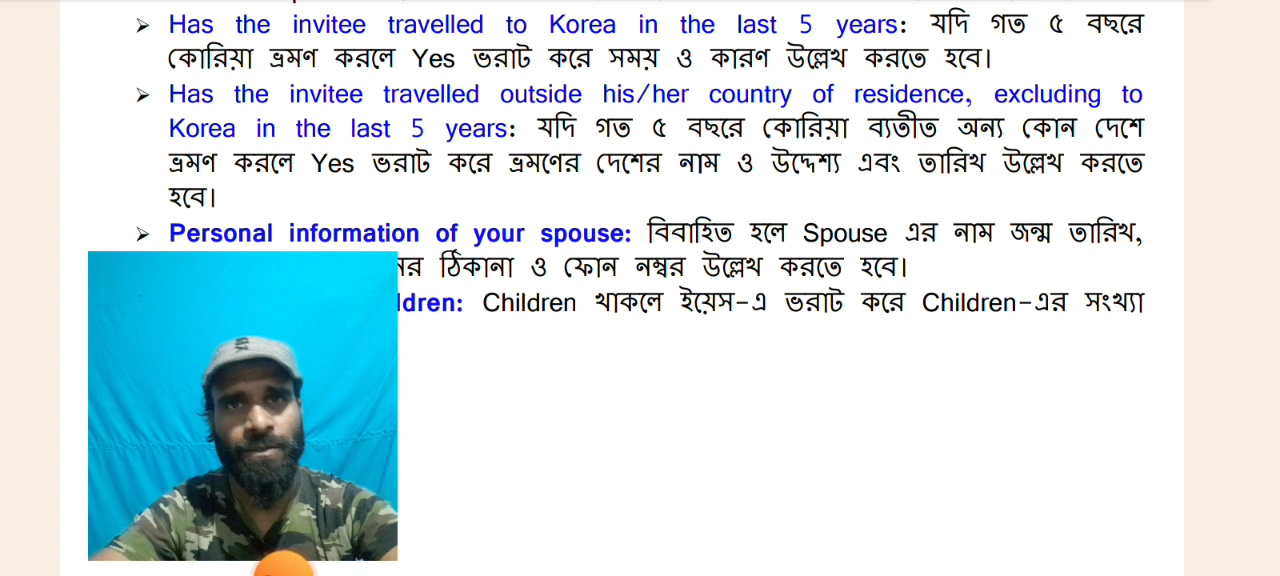 ➢ Has the invitee travelled to Korea in the last 5 years: যদি গত ৫ বছরে
কোরিয়া ভ্রমণ করলে Yes ভরাট করে সময় ও কারণ উল্লেখ করতে হবে।
➢ Has the invitee travelled outside his/her country of residence, excluding to
Korea in the last 5 years: যদি গত ৫ বছরে কোরিয়া ব্যতীত অন্য কোন দেশে
ভ্রমণ করলে Yes ভরাট করে ভ্রমণের দেশের নাম ও উদ্দেশ্য এবং তারিখ উল্লেখ করতে
হবে।
➢ Personal information of your spouse: বিবাহিত হলে Spouse এর নাম জন্ম তারিখ,
ঠিকানা ও ফোন নম্বর উল্লেখ করতে হবে।
Children থাকলে ইয়েস-এ ভরাট করে Children-এর সংখ্যা